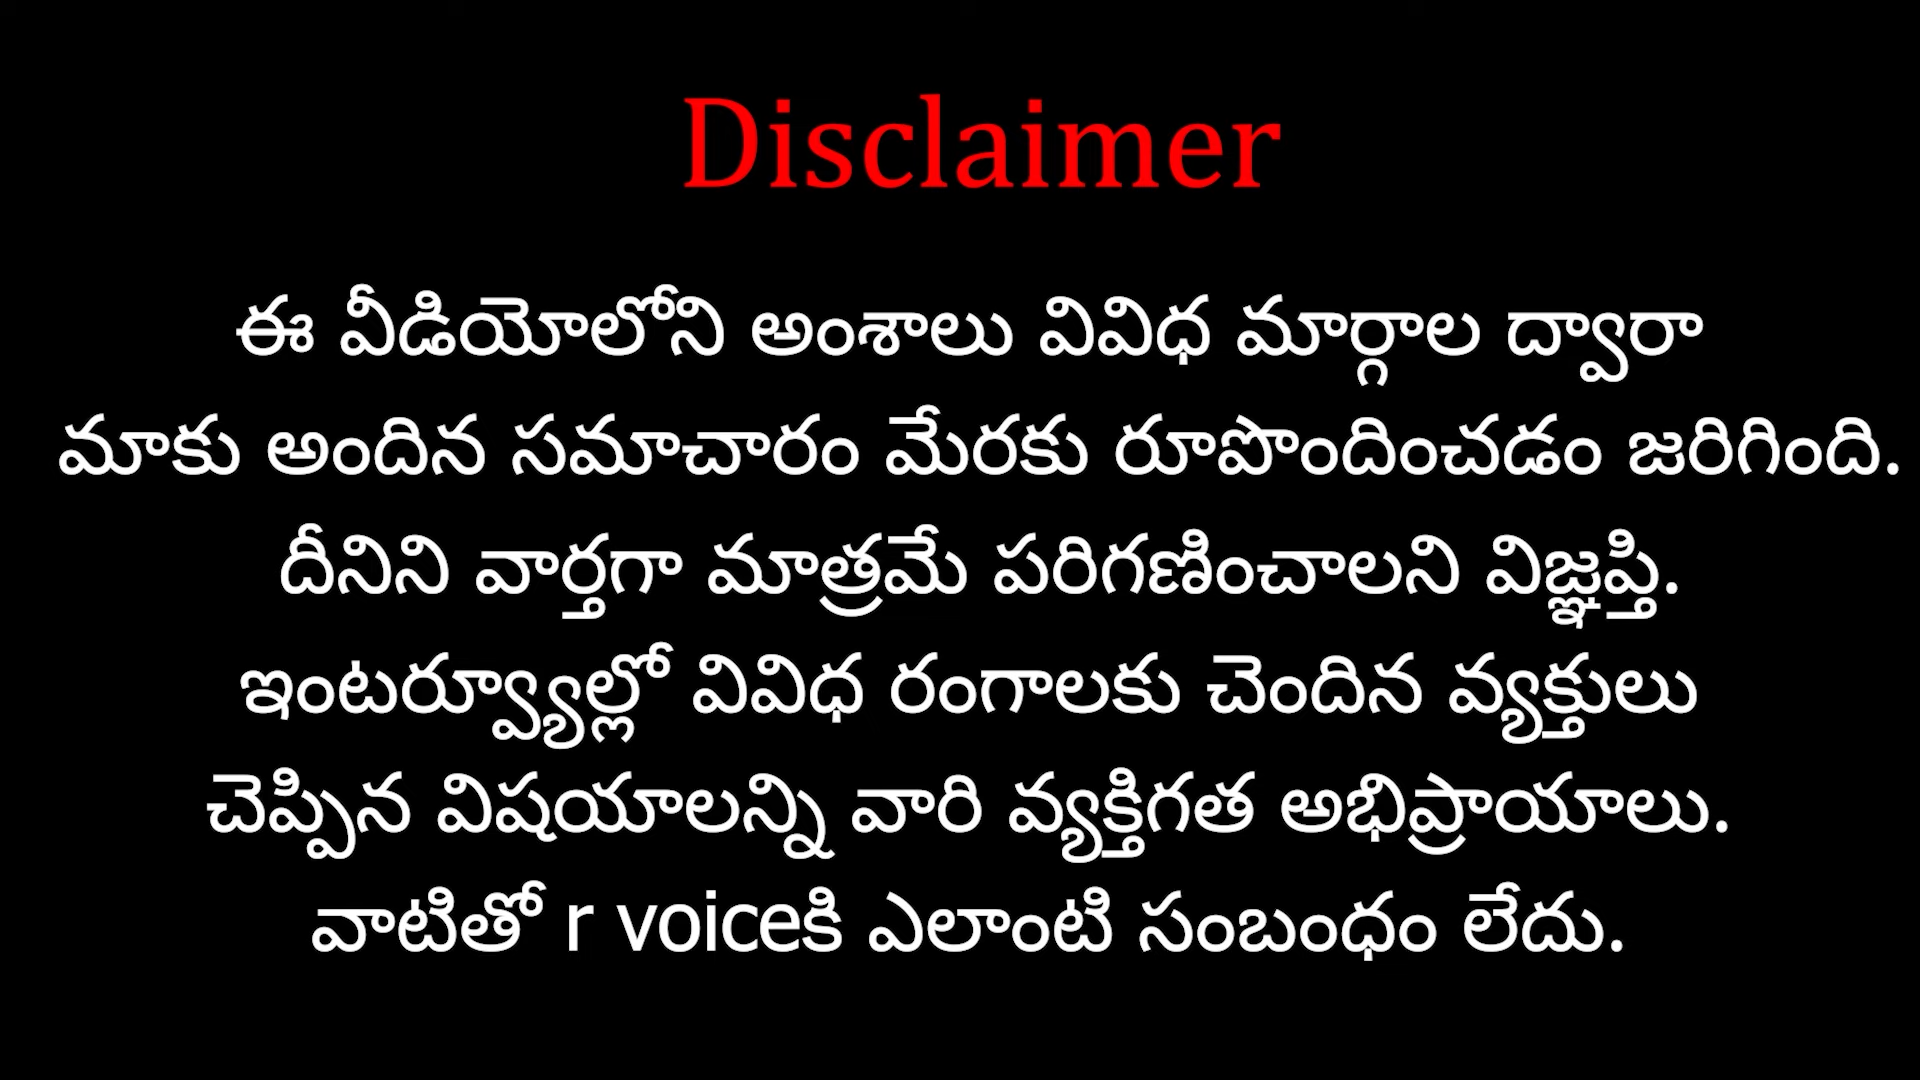 Disclaimer
ఈ వీడియోలోని అంశాలు వివిధ మార్గాల ద్వారా
మాకు అందిన సమాచారం మేరకు రూపొందించడం జరిగింది.
దీనిని వార్తగా మాత్రమే పరిగణించాలని విజ్ఞప్తి.
ఇంటర్వ్యూల్లో వివిధ రంగాలకు చెందిన వ్యక్తులు
చెప్పిన విషయాలన్ని వారి వ్యక్తిగత అభిప్రాయాలు.
వాటితో r voiceకి ఎలాంటి సంబంధం లేదు.